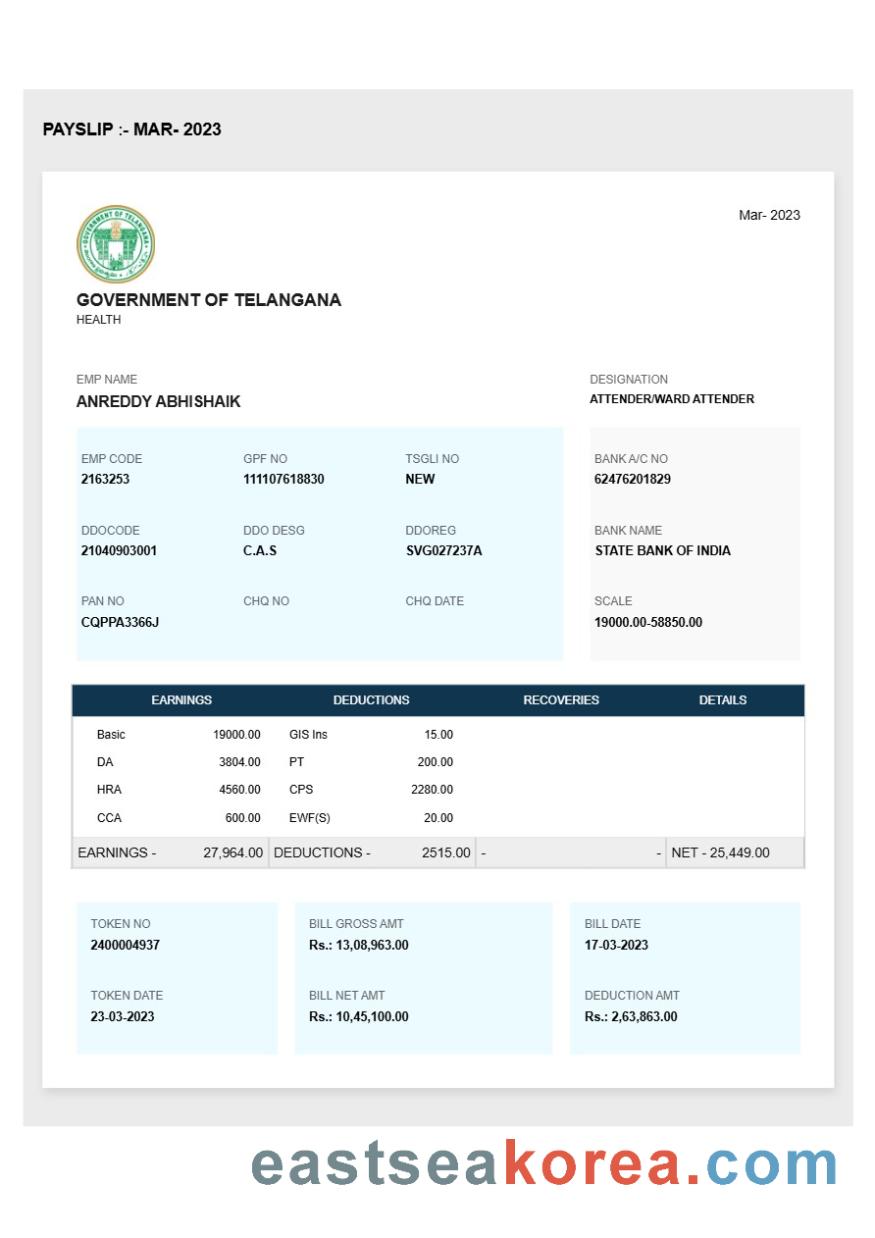 PAYSLIP :- MAR- 2023
Mar- 2023
GOVERNMENT OF TELANGANA
GOVERNMENT OF TELANGANA
HEALTH
EMP NAME DESIGNATION
ANREDDY ABHISHAIK ATTENDER/WARD ATTENDER
EMP CODE GPF NO TSGLI NO BANK A/C NO
2163253 111107618830 NEW 62476201829
DDOCODE DDO DESG DDOREG BANK NAME
21040903001 C.A.S SVG027237A STATE BANK OF INDIA
PAN NO CHQ NO CHQ DATE SCALE
CQPPA3366J 19000.00-58850.00
EARNINGS DEDUCTIONS RECOVERIES DETAILS
Basic 19000.00 GIS Ins 15.00
DA 3804.00 PT 200.00
HRA 4560.00 CPS 2280.00
CCA 600.00 EWF(S) 20.00
EARNINGS - 27,964.00 DEDUCTIONS - 2515.00 - - NET - 25,449.00
TOKEN NO BILL GROSS AMT BILL DATE
2400004937 Rs.: 13,08,963.00 17-03-2023
TOKEN DATE BILL NET AMT DEDUCTION AMT
23-03-2023 Rs.: 10,45,100.00 Rs.: 2,63,863.00
eastseakorea.com